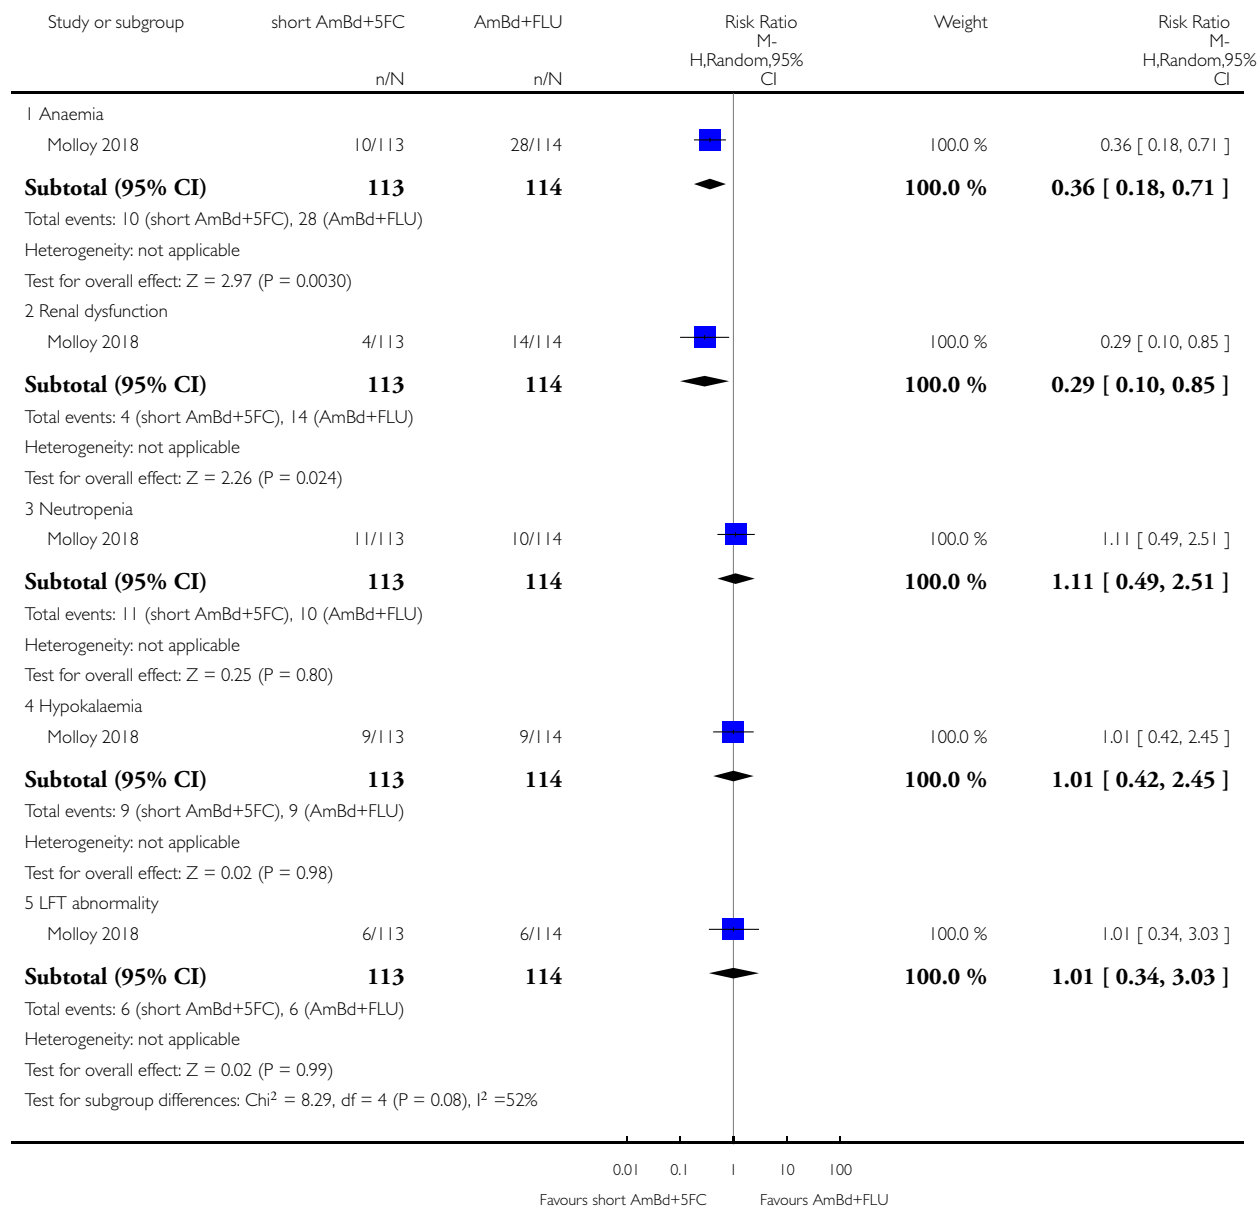 Study or subgroup short AmBd+5FC AmBd+FLU Risk Ratio Weight Risk Ratio
M-H,Random,95% CI M-H,Random,95% CI
n/N n/N
1 Anaemia
Molloy 2018 10/113 28/114 100.0 % 0.36 [ 0.18, 0.71 ]
Subtotal (95% CI) 113 114 100.0 % 0.36 [ 0.18, 0.71 ]
Total events: 10 (short AmBd+5FC), 28 (AmBd+FLU)
Heterogeneity: not applicable
Test for overall effect: Z = 2.97 (P = 0.0030)
2 Renal dysfunction
Molloy 2018 4/113 14/114 100.0 % 0.29 [ 0.10, 0.85 ]
Subtotal (95% CI) 113 114 100.0 % 0.29 [ 0.10, 0.85 ]
Total events: 4 (short AmBd+5FC), 14 (AmBd+FLU)
Heterogeneity: not applicable
Test for overall effect: Z = 2.26 (P = 0.024)
3 Neutropenia
Molloy 2018 11/113 10/114 100.0 % 1.11 [ 0.49, 2.51 ]
Subtotal (95% CI) 113 114 100.0 % 1.11 [ 0.49, 2.51 ]
Total events: 11 (short AmBd+5FC), 10 (AmBd+FLU)
Heterogeneity: not applicable
Test for overall effect: Z = 0.25 (P = 0.80)
4 Hypokalaemia
Molloy 2018 9/113 9/114 100.0 % 1.01 [ 0.42, 2.45 ]
Subtotal (95% CI) 113 114 100.0 % 1.01 [ 0.42, 2.45 ]
Total events: 9 (short AmBd+5FC), 9 (AmBd+FLU)
Heterogeneity: not applicable
Test for overall effect: Z = 0.02 (P = 0.98)
5 LFT abnormality
Molloy 2018 6/113 6/114 100.0 % 1.01 [ 0.34, 3.03 ]
Subtotal (95% CI) 113 114 100.0 % 1.01 [ 0.34, 3.03 ]
Total events: 6 (short AmBd+5FC), 6 (AmBd+FLU)
Heterogeneity: not applicable
Test for overall effect: Z = 0.02 (P = 0.99)
Test for subgroup differences: Chi² = 8.29, df = 4 (P = 0.08), I² =52%
0.01 0.1 1 10 100
Favours short AmBd+5FC Favours AmBd+FLU